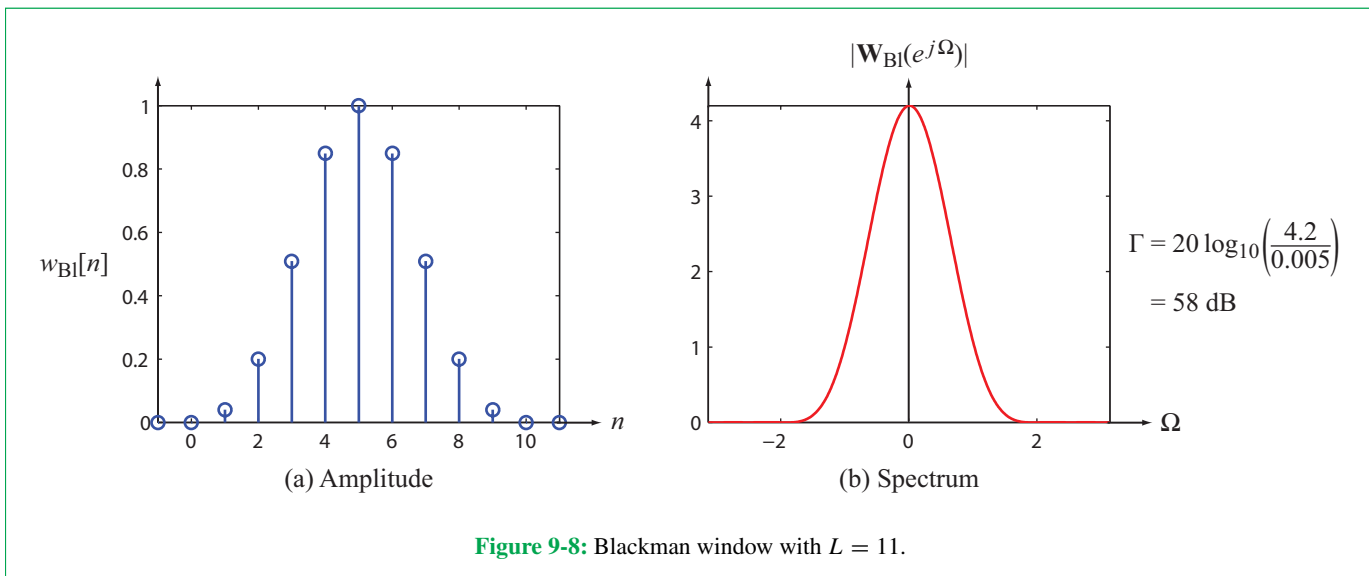 |W_Bl(e^{jΩ})|
1
0.8
0.6
0.4
0.2
0
w_Bl[n]
0 2 4 6 8 10
n
(a) Amplitude
4
3
2
1
0
−2 0 2
Ω
(b) Spectrum
Γ = 20 log₁₀(4.2/0.005)
= 58 dB
Figure 9-8: Blackman window with L = 11.